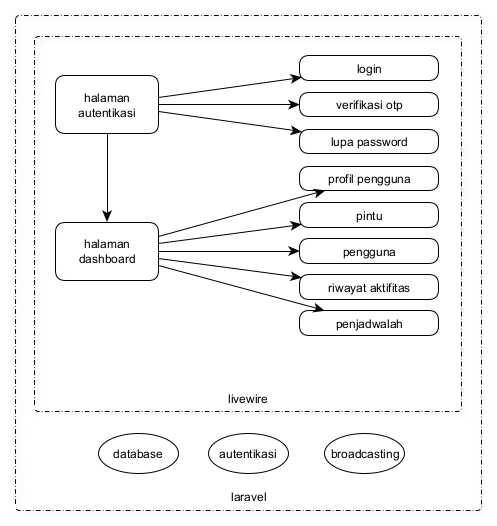 halaman
autentikasi
login
verifikasi otp
lupa password
halaman
dashboard
profil pengguna
pintu
pengguna
riwayat aktifitas
penjadwalah
livewire
database
autentikasi
broadcasting
laravel